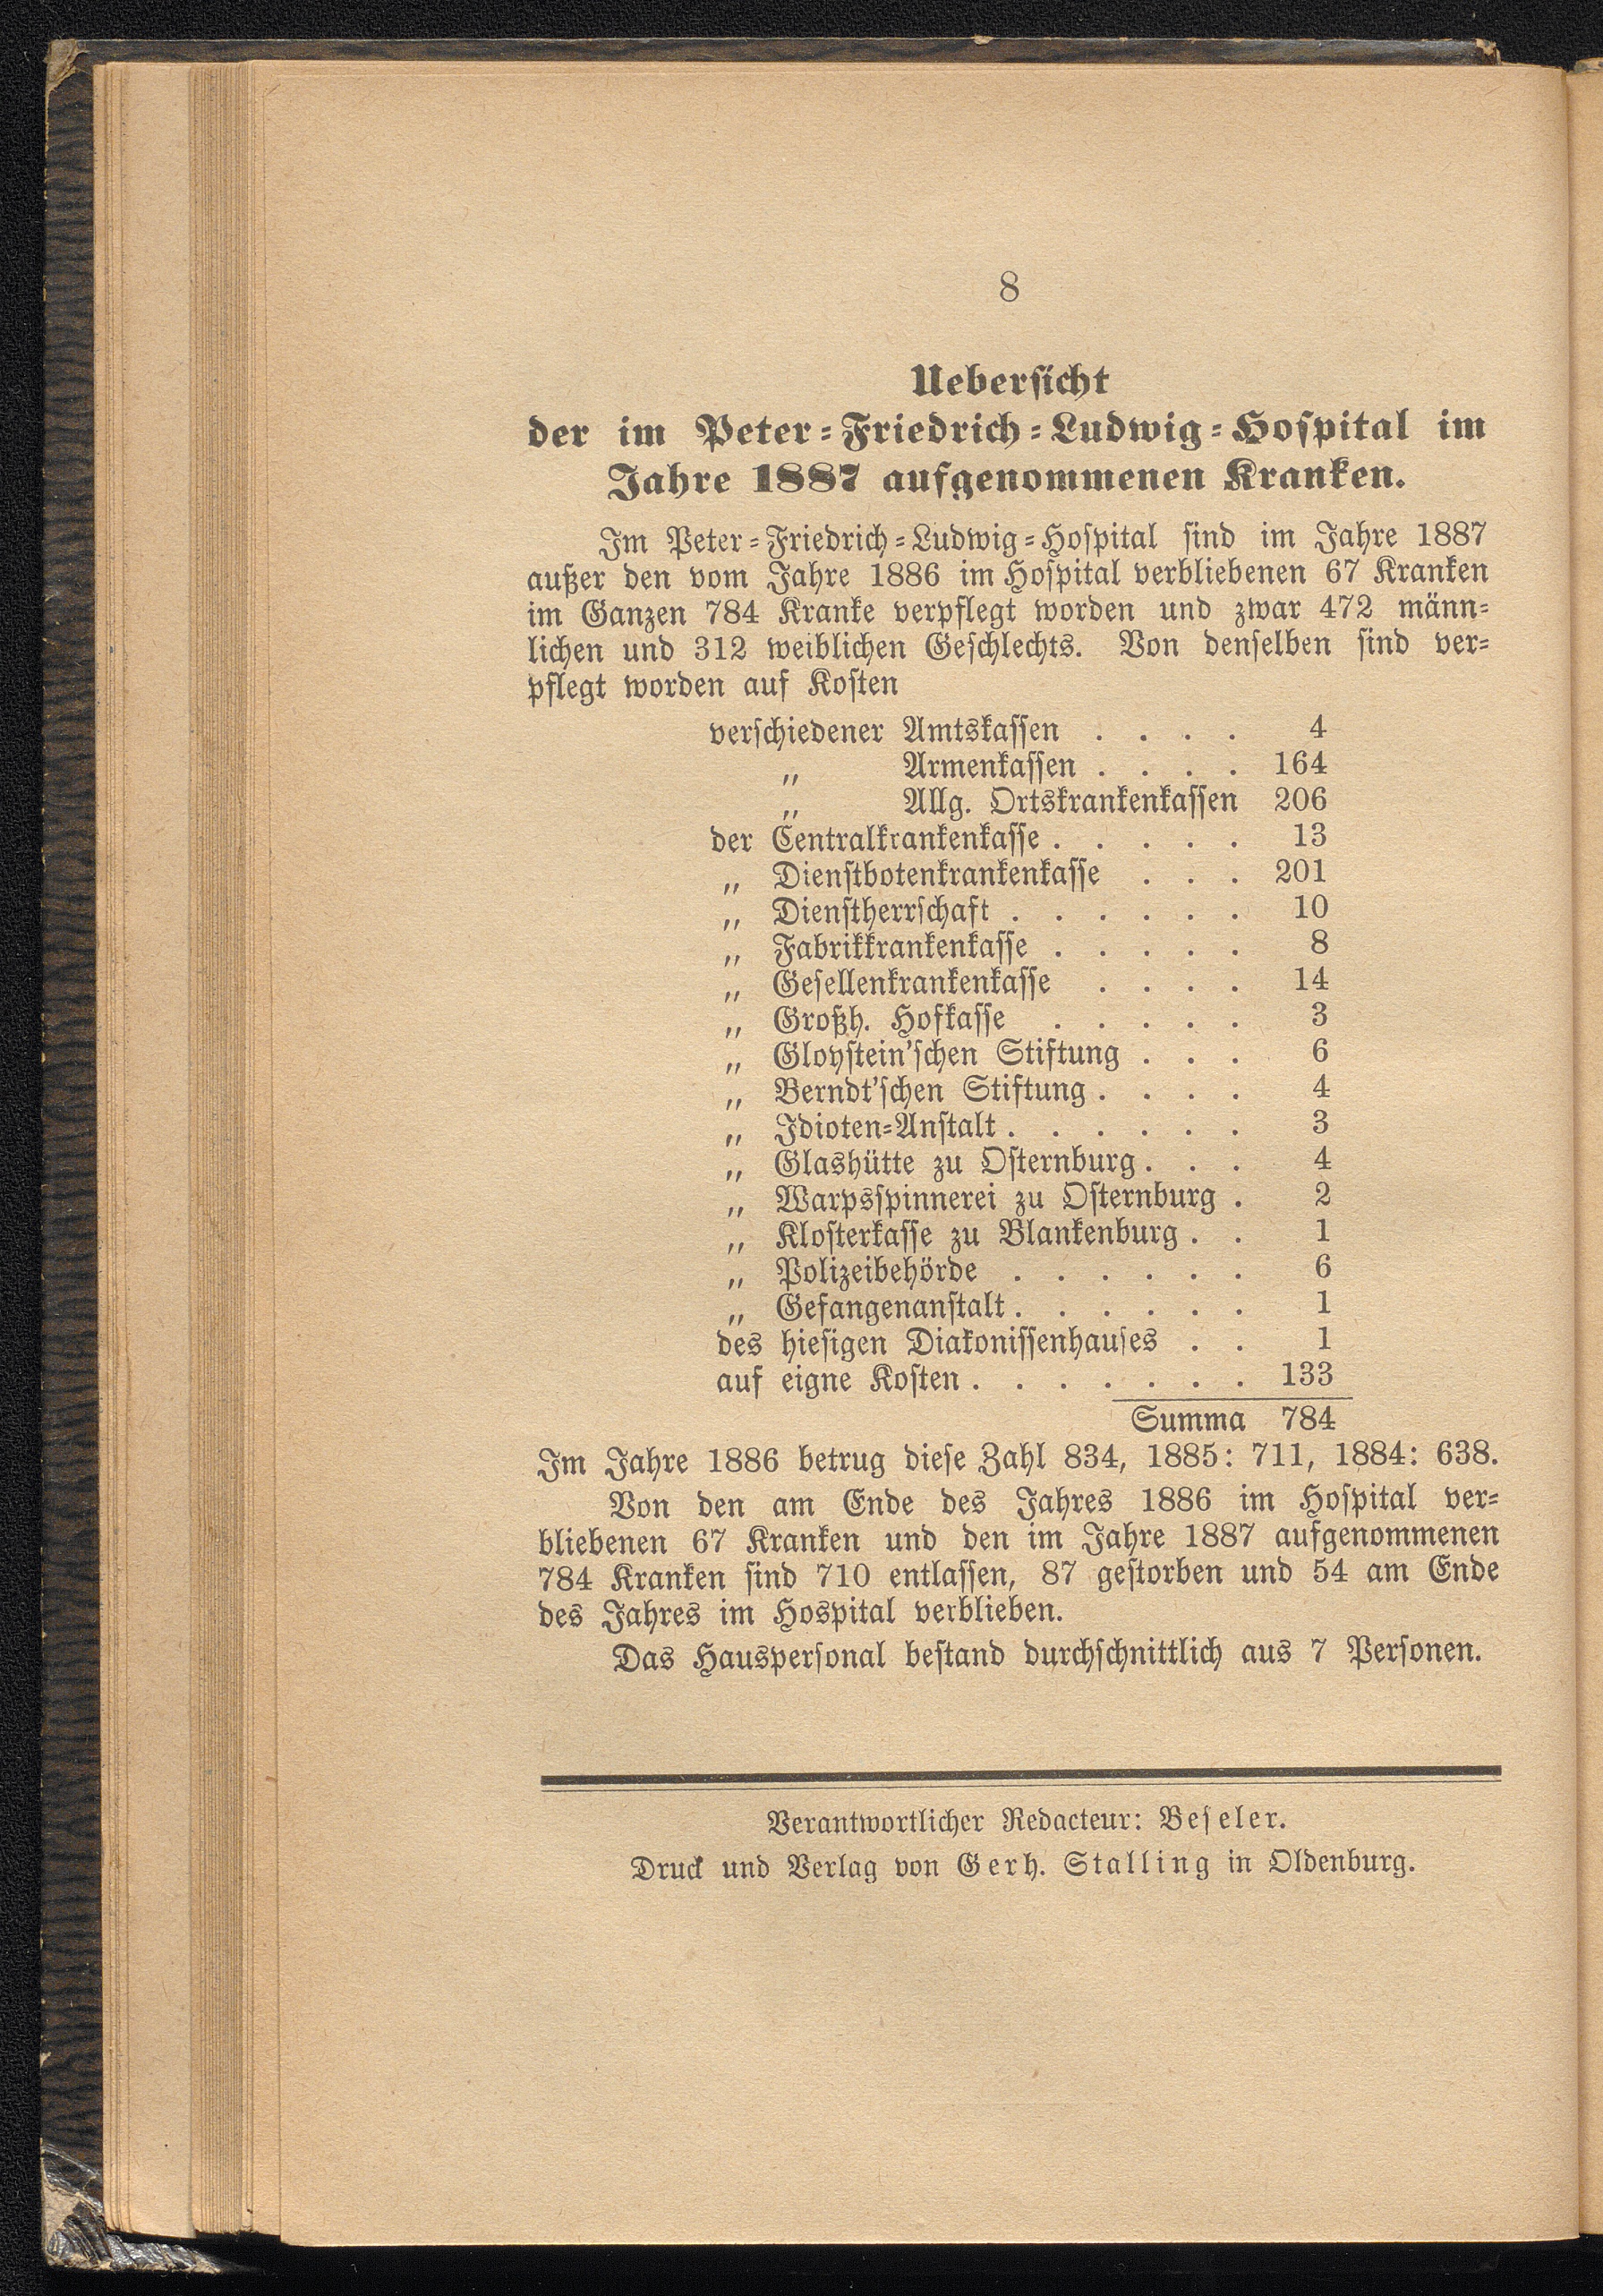 8
Uebersicht
der im Peter-Friedrich-Ludwig-Hospital im
Jahre 1887 aufgenommenen Kranken.
Im Peter-Friedrich-Ludwig-Hospital sind im Jahre 1887
außer den vom Jahre 1886 im Hospital verbliebenen 67 Kranken
im Ganzen 784 Kranke verpflegt worden und zwar 472 männ-
lichen und 312 weiblichen Geschlechts. Von denselben sind ver-
pflegt worden auf Kosten
verschiedener Amtskassen . . . . 4
„ Armenkassen . . . . 164
„ Allg. Ortskrankenkassen 206
der Centralkrankenkasse . . . . . 13
„ Dienstbotenkrankenkasse . . . 201
„ Dienstherrschaft . . . . . . 10
„ Fabrikkrankenkasse . . . . . 8
„ Gesellenkrankenkasse . . . . 14
„ Großh. Hofkasse . . . . . 3
„ Gloystein'schen Stiftung . . . 6
„ Berndt'schen Stiftung . . . . 4
„ Idioten-Anstalt . . . . . . 3
„ Glashütte zu Osternburg . . . 4
„ Warpsspinnerei zu Osternburg . 2
„ Klosterkasse zu Blankenburg . . 1
„ Polizeibehörde . . . . . . 6
„ Gefangenanstalt . . . . . . 1
des hiesigen Diakonissenhauses . . 1
auf eigne Kosten . . . . . . . 133
Summa 784
Im Jahre 1886 betrug diese Zahl 834, 1885: 711, 1884: 638.
Von den am Ende des Jahres 1886 im Hospital ver-
bliebenen 67 Kranken und den im Jahre 1887 aufgenommenen
784 Kranken sind 710 entlassen, 87 gestorben und 54 am Ende
des Jahres im Hospital verblieben.
Das Hauspersonal bestand durchschnittlich aus 7 Personen.
Verantwortlicher Redacteur: Beseler.
Druck und Verlag von Gerh. Stalling in Oldenburg.